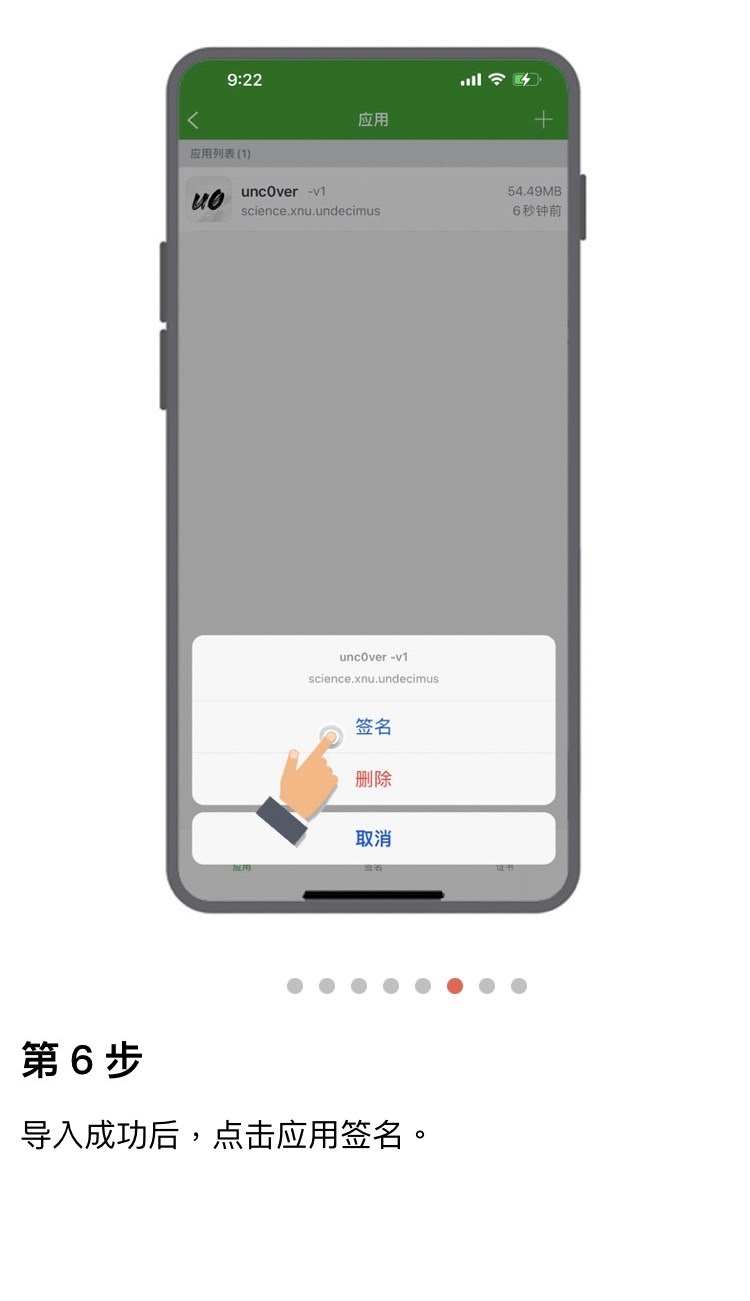 9:22
应用
应用列表 (1)
u0
unc0ver -v1 54.49MB
science.xnu.undecimus 6 秒钟前
unc0ver -v1
science.xnu.undecimus
签名
删除
取消
应用 签名 证书
第 6 步
导入成功后，点击应用签名。